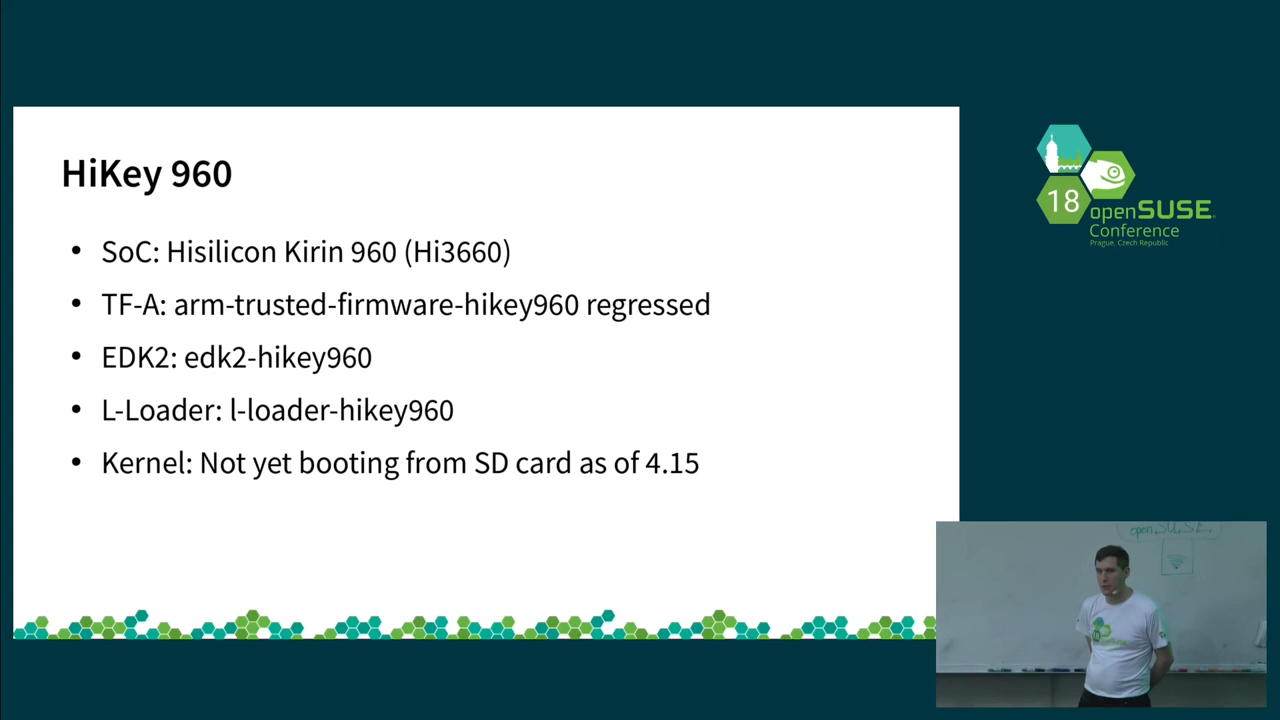 HiKey 960
• SoC: Hisilicon Kirin 960 (Hi3660)
• TF-A: arm-trusted-firmware-hikey960 regressed
• EDK2: edk2-hikey960
• L-Loader: l-loader-hikey960
• Kernel: Not yet booting from SD card as of 4.15
18
openSUSE
Conference
Prague, Czech Republic
openSUSE